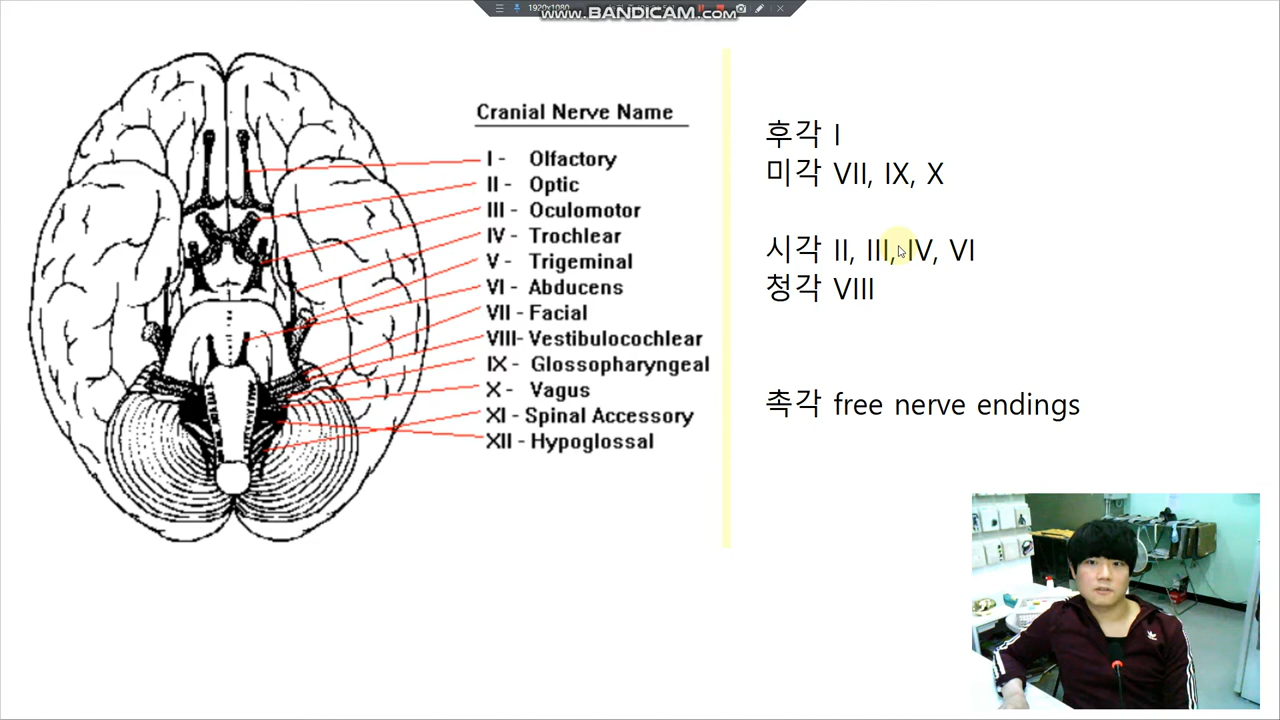 1920x1080
www.BANDICAM.com
Cranial Nerve Name
I - Olfactory
II - Optic
III - Oculomotor
IV - Trochlear
V - Trigeminal
VI - Abducens
VII - Facial
VIII- Vestibulocochlear
IX - Glossopharyngeal
X - Vagus
XI - Spinal Accessory
XII - Hypoglossal
후각 I
미각 VII, IX, X
시각 II, III, IV, VI
청각 VIII
촉각 free nerve endings